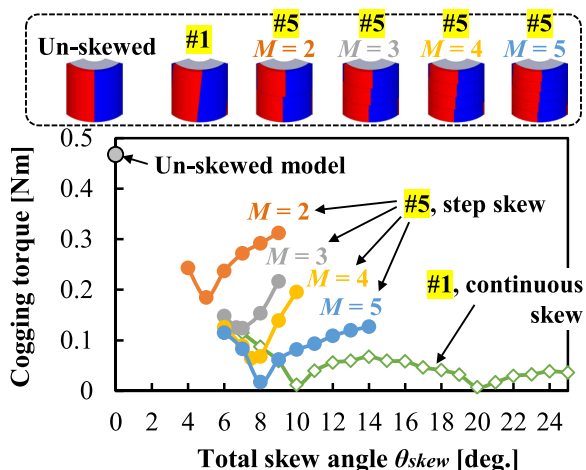 Un-skewed
#1
#5
M = 2
#5
M = 3
#5
M = 4
#5
M = 5
0.5
0.4
0.3
0.2
0.1
0
Cogging torque [Nm]
Un-skewed model
M = 2
M = 3
M = 4
M = 5
#5, step skew
#1, continuous
skew
0 2 4 6 8 10 12 14 16 18 20 22 24
Total skew angle θskew [deg.]